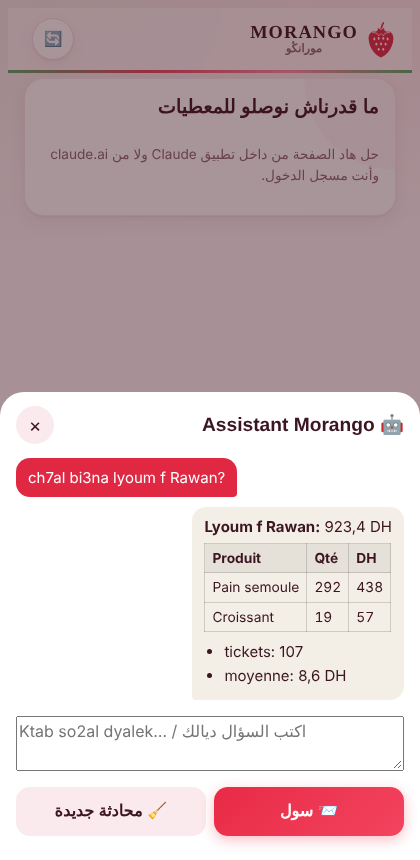 MORANGO
مورانڭو
ما قدرناش نوصلو للمعطيات
حل هاد الصفحة من داخل تطبيق Claude ولا من claude.ai
وأنت مسجل الدخول.
Assistant Morango
×
ch7al bi3na lyoum f Rawan?
Lyoum f Rawan: 923,4 DH
Produit Qté DH
Pain semoule 292 438
Croissant 19 57
tickets: 107
moyenne: 8,6 DH
Ktab so2al dyalek... / اكتب السؤال ديالك
سول
محادثة جديدة